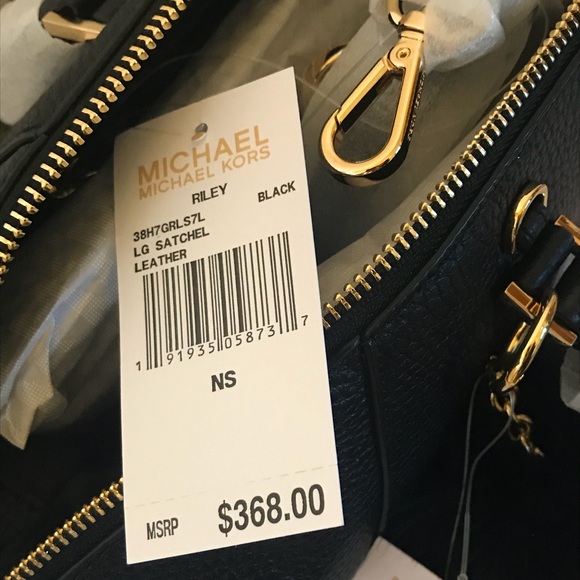 MICHAEL
MICHAEL KORS
RILEY BLACK
38H7GRLS7L
LG SATCHEL
LEATHER
1 91935 05873 7
NS
MSRP $368.00